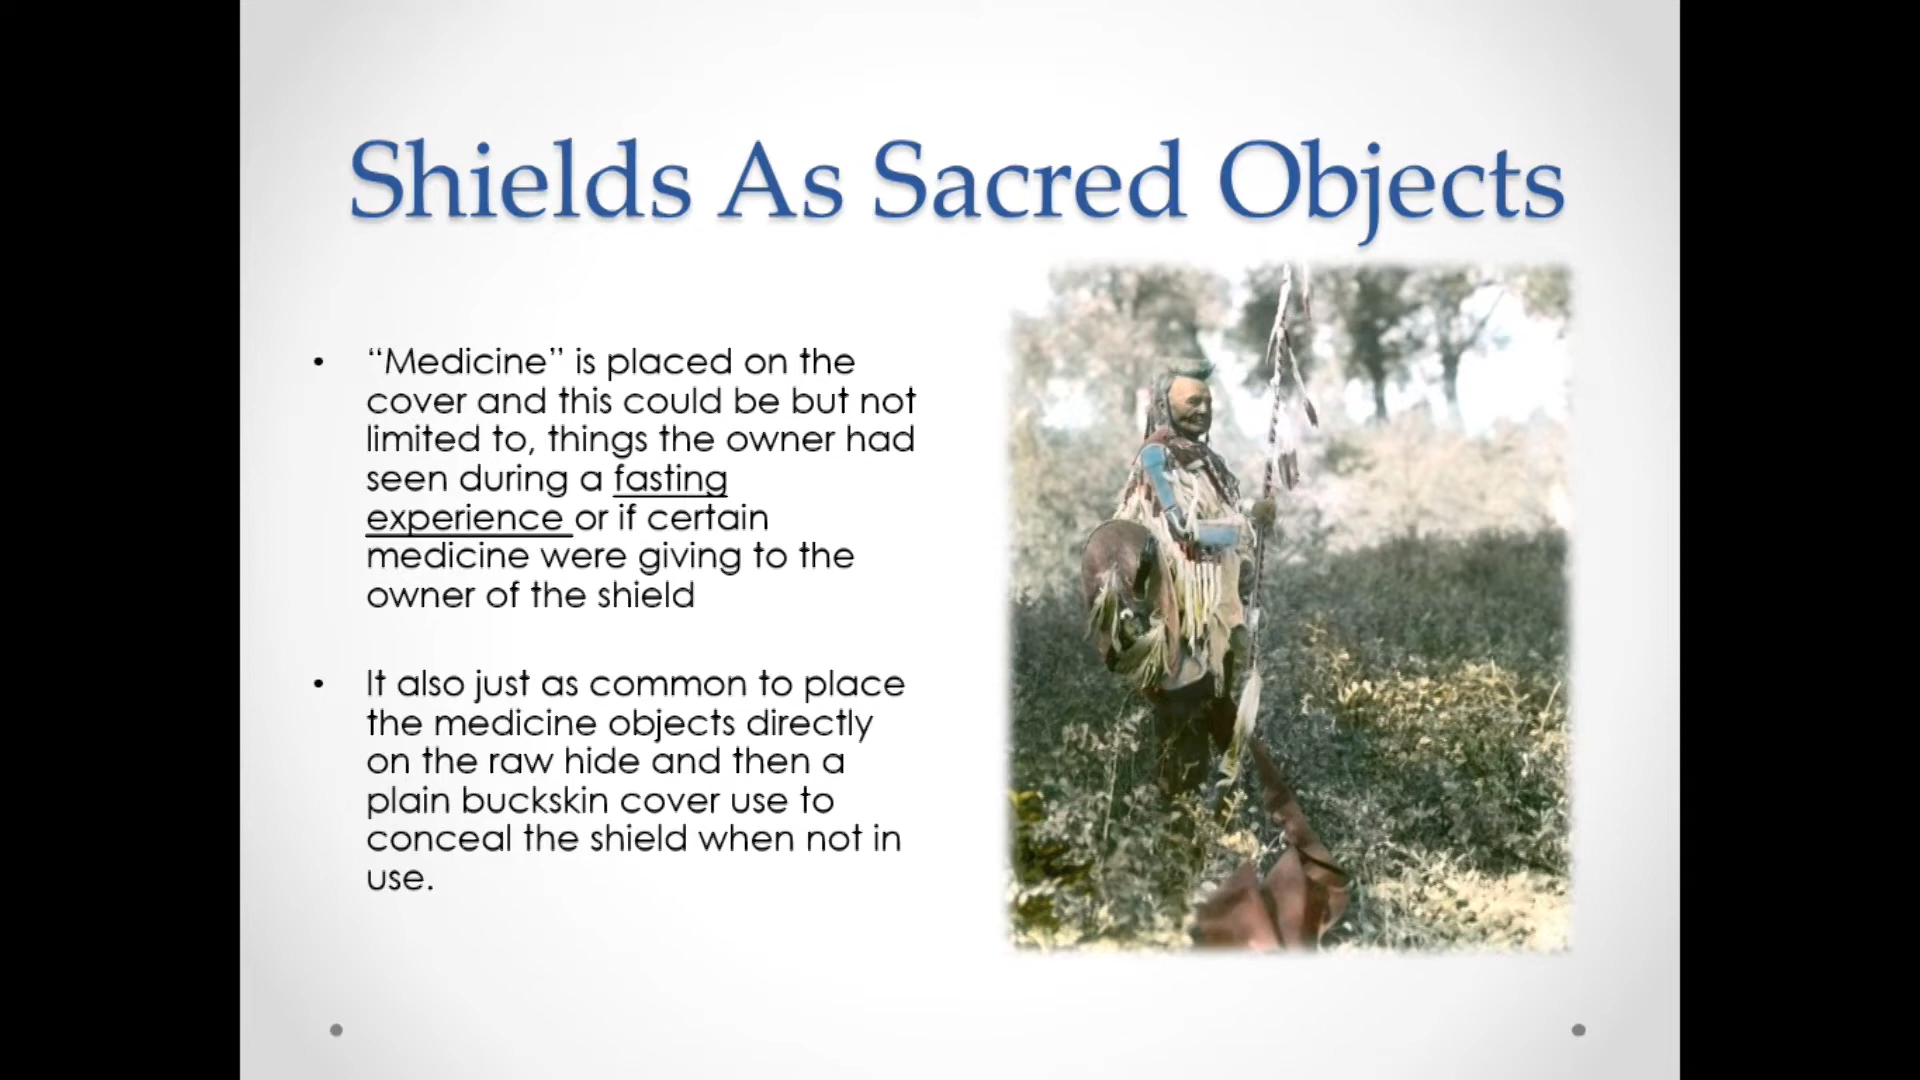 Shields As Sacred Objects
• “Medicine” is placed on the
cover and this could be but not
limited to, things the owner had
seen during a fasting
experience or if certain
medicine were giving to the
owner of the shield
• It also just as common to place
the medicine objects directly
on the raw hide and then a
plain buckskin cover use to
conceal the shield when not in
use.